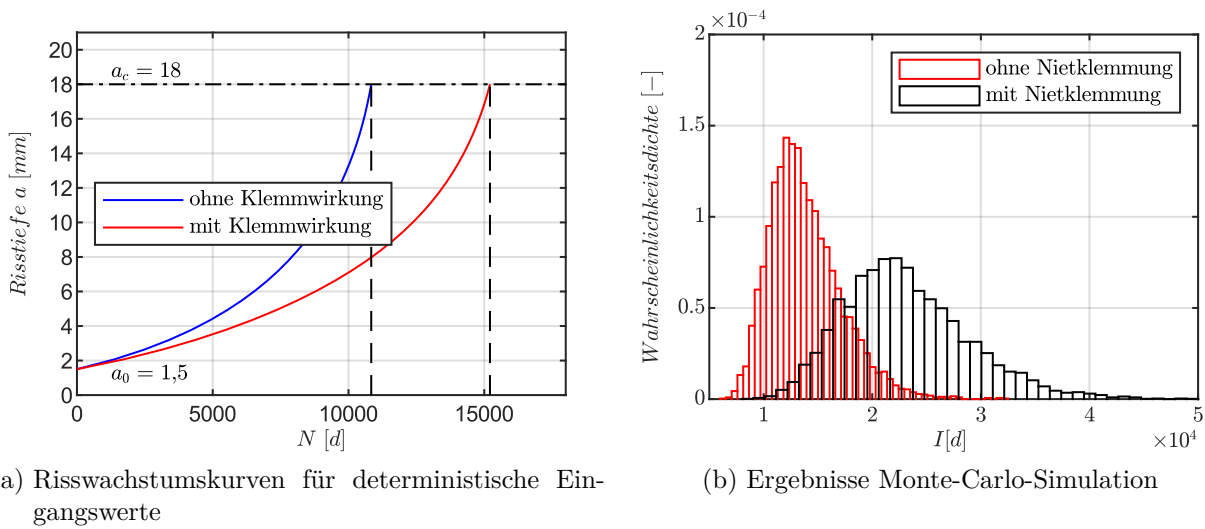 20
18
16
14
12
10
8
6
4
2
0
Risstiefe a [mm]
a_c = 18
ohne Klemmwirkung
mit Klemmwirkung
a_0 = 1,5
0 5000 10000 15000
N [d]
a) Risswachstumskurven für deterministische Ein-
gangswerte
×10^−4
2
1.5
1
0.5
0
Wahrscheinlichkeitsdichte [−]
ohne Nietklemmung
mit Nietklemmung
1 2 3 4 5
I[d]
×10^4
(b) Ergebnisse Monte-Carlo-Simulation